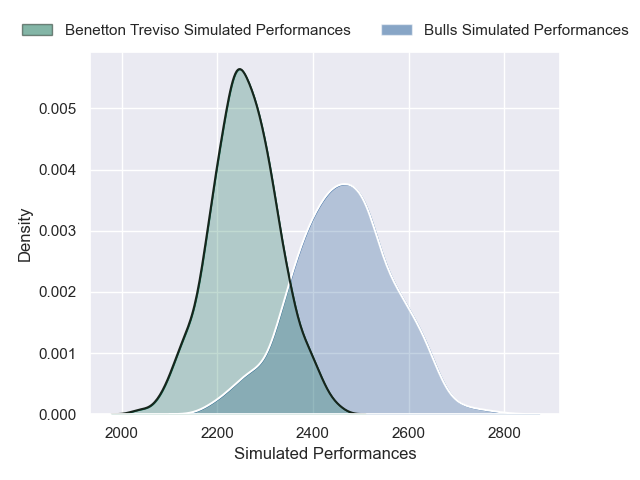 Benetton Treviso Simulated Performances Bulls Simulated Performances
0.005
0.004
0.003
0.002
0.001
0.000
Density
2000 2200 2400 2600 2800
Simulated Performances